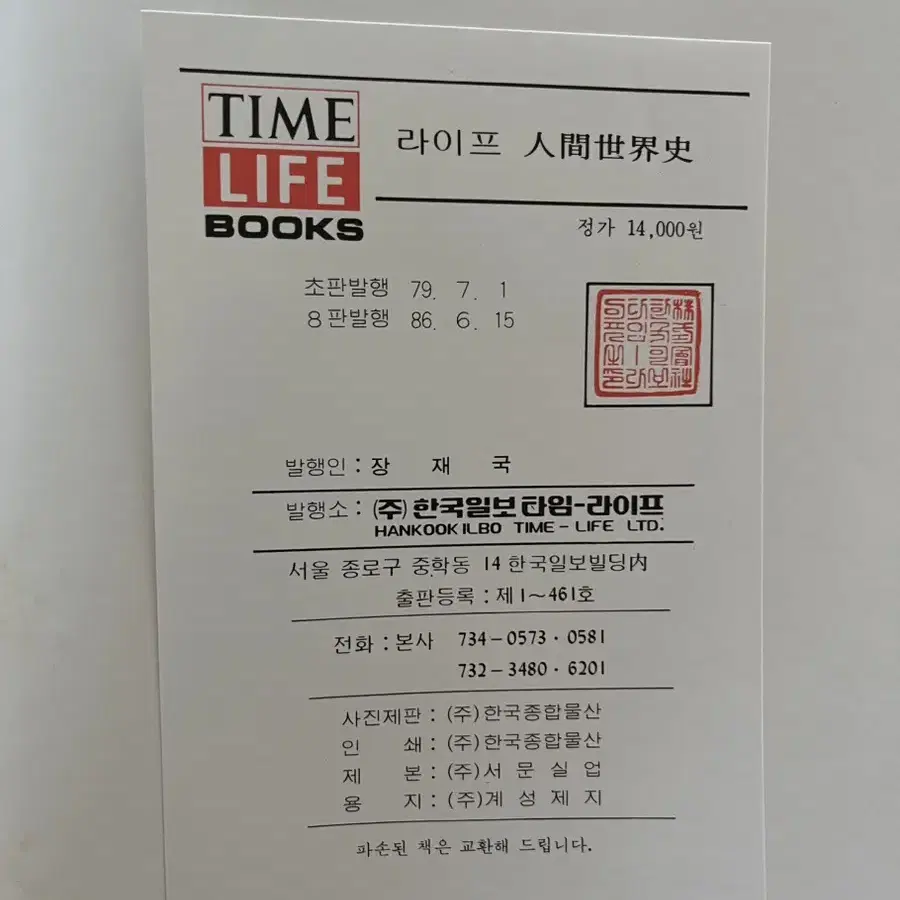 TIME
LIFE
BOOKS
라이프 人間世界史
정가 14,000원
초판발행 79. 7. 1
8판발행 86. 6. 15
발행인 : 장 재 국
발행소 : (주) 한국일보타임-라이프
HANKOOK ILBO TIME-LIFE LTD.
서울 종로구 중학동 14 한국일보빌딩內
출판등록 : 제1~461호
전화 : 본사 734-0573·0581
732-3480·6201
사진제판 : (주)한국종합물산
인 쇄 : (주)한국종합물산
제 본 : (주)서 문 실 업
용 지 : (주)계 성 제 지
파손된 책은 교환해 드립니다.